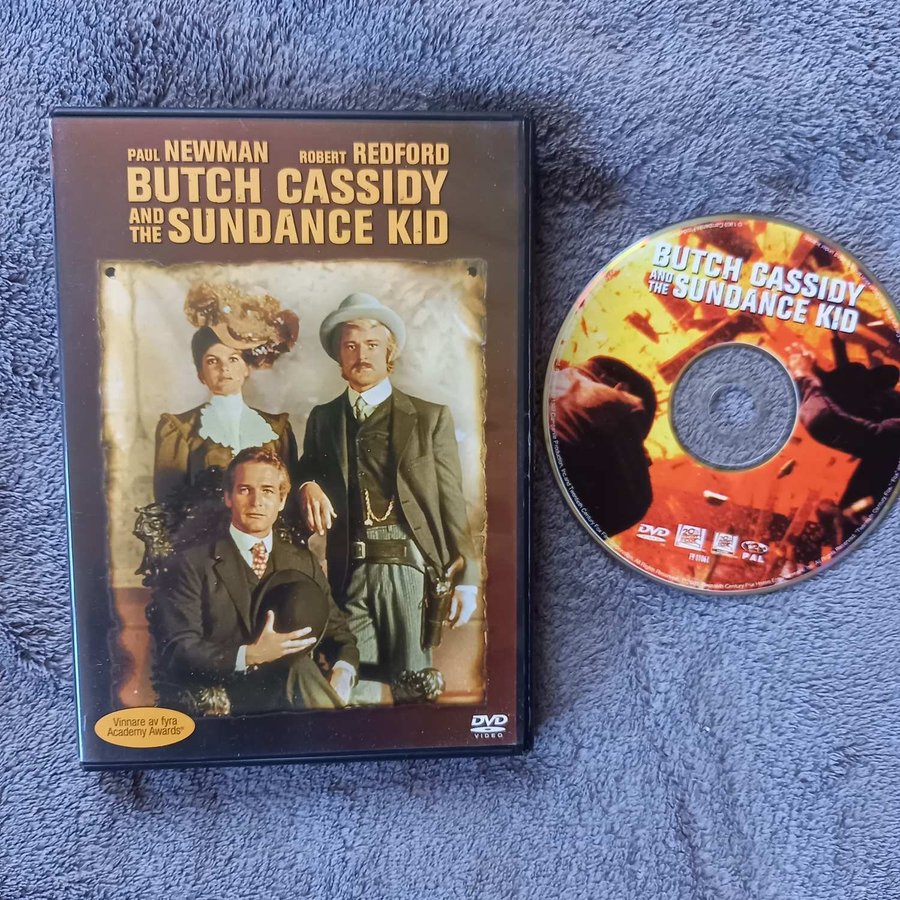 PAUL NEWMAN ROBERT REDFORD
BUTCH CASSIDY
AND THE SUNDANCE KID
Vinnare av fyra
Academy Awards®
DVD
VIDEO
BUTCH CASSIDY
AND THE SUNDANCE KID
DVD
PAL